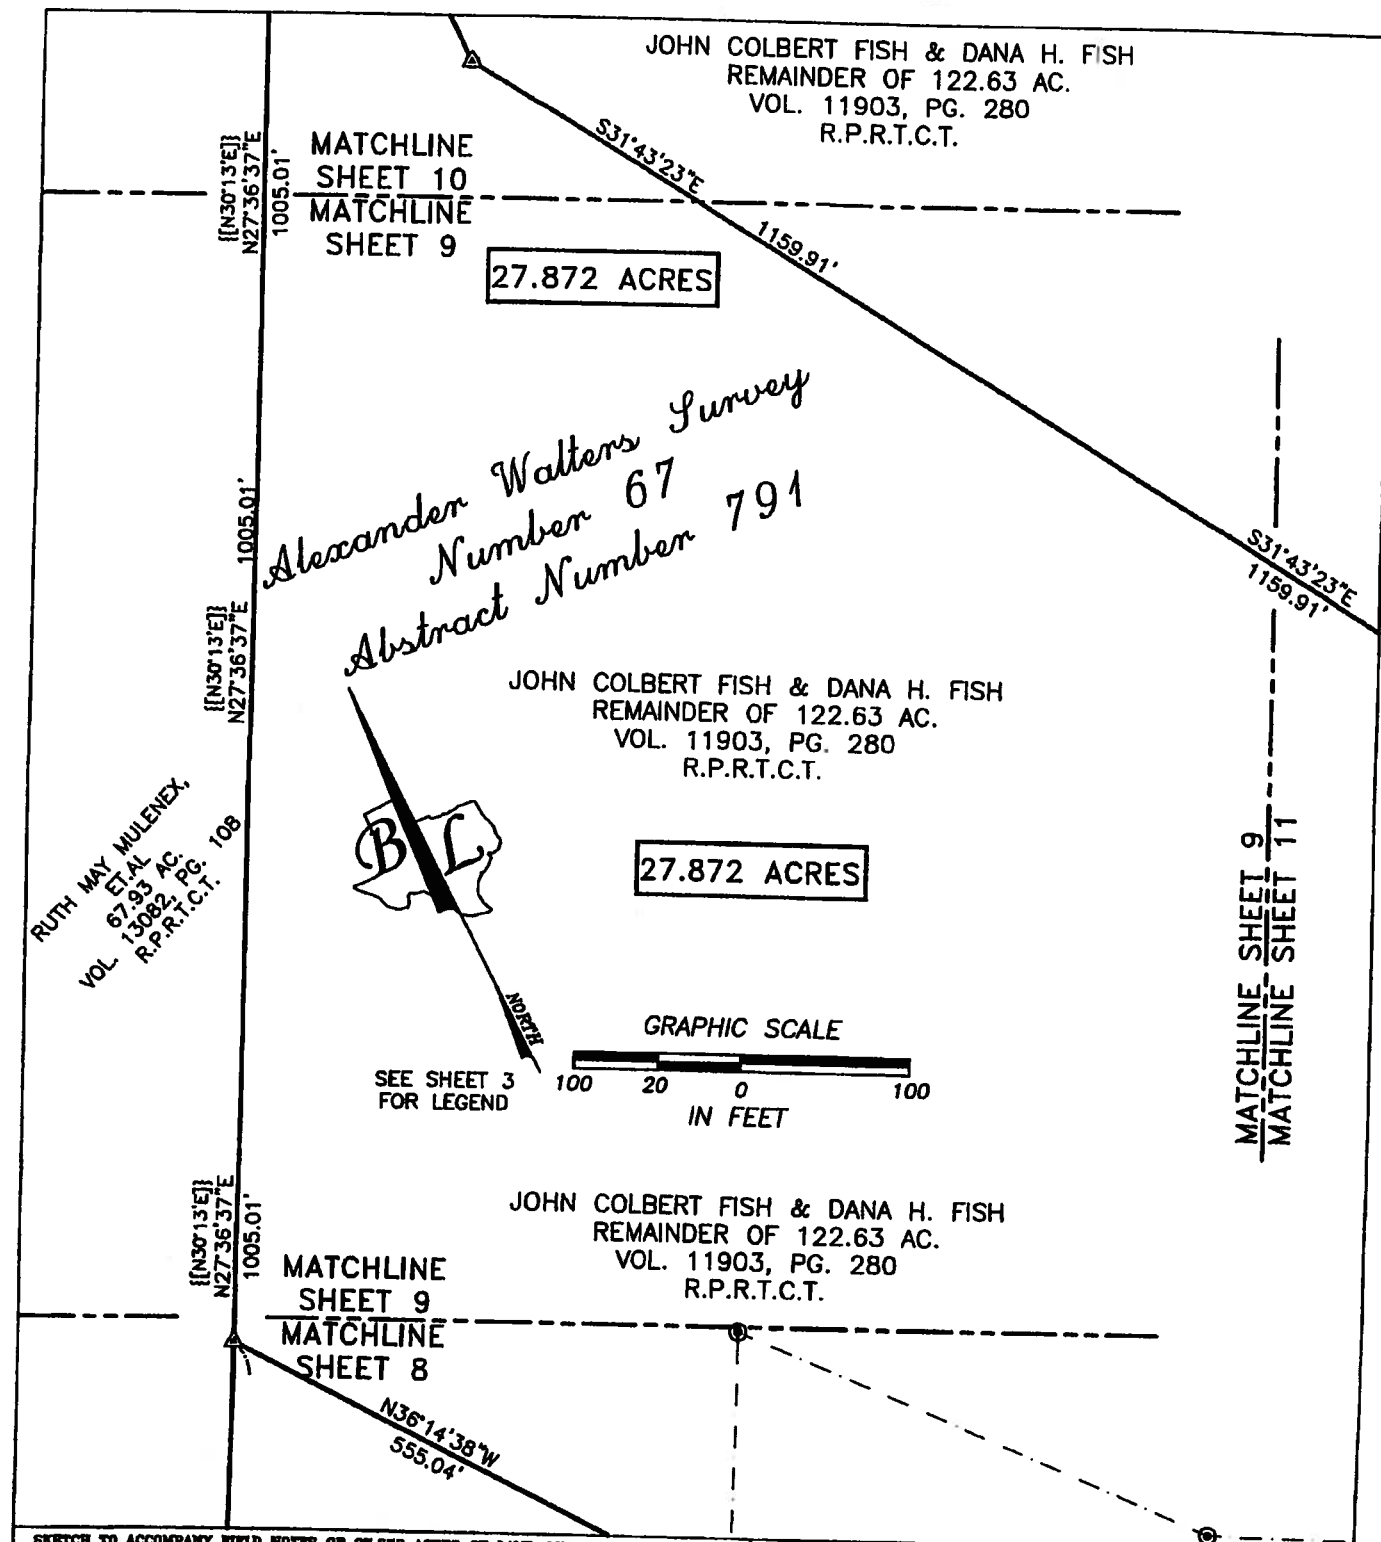 JOHN COLBERT FISH & DANA H. FISH
REMAINDER OF 122.63 AC.
VOL. 11903, PG. 280
R.P.R.T.C.T.
{[N30°13'E]}
N27°36'37"E
1005.01'
MATCHLINE
SHEET 10
MATCHLINE
SHEET 9
S31°43'23"E
1159.91'
27.872 ACRES
Alexander Walters Survey
Number 67
Abstract Number 791
1005.01'
{[N30°13'E]}
N27°36'37"E
S31°43'23"E
1159.91'
JOHN COLBERT FISH & DANA H. FISH
REMAINDER OF 122.63 AC.
VOL. 11903, PG. 280
R.P.R.T.C.T.
RUTH MAY MULENEX,
ET.AL
67.93 AC.
VOL. 13082, PG. 108
R.P.R.T.C.T.
B L
27.872 ACRES
MATCHLINE SHEET 9
MATCHLINE SHEET 11
NORTH
GRAPHIC SCALE
100 20 0 100
IN FEET
SEE SHEET 3
FOR LEGEND
{[N30°13'E]}
N27°36'37"E
1005.01'
JOHN COLBERT FISH & DANA H. FISH
REMAINDER OF 122.63 AC.
VOL. 11903, PG. 280
R.P.R.T.C.T.
MATCHLINE
SHEET 9
MATCHLINE
SHEET 8
N36°14'38"W
555.04'
SKETCH TO ACCOMPANY FIELD NOTES OF